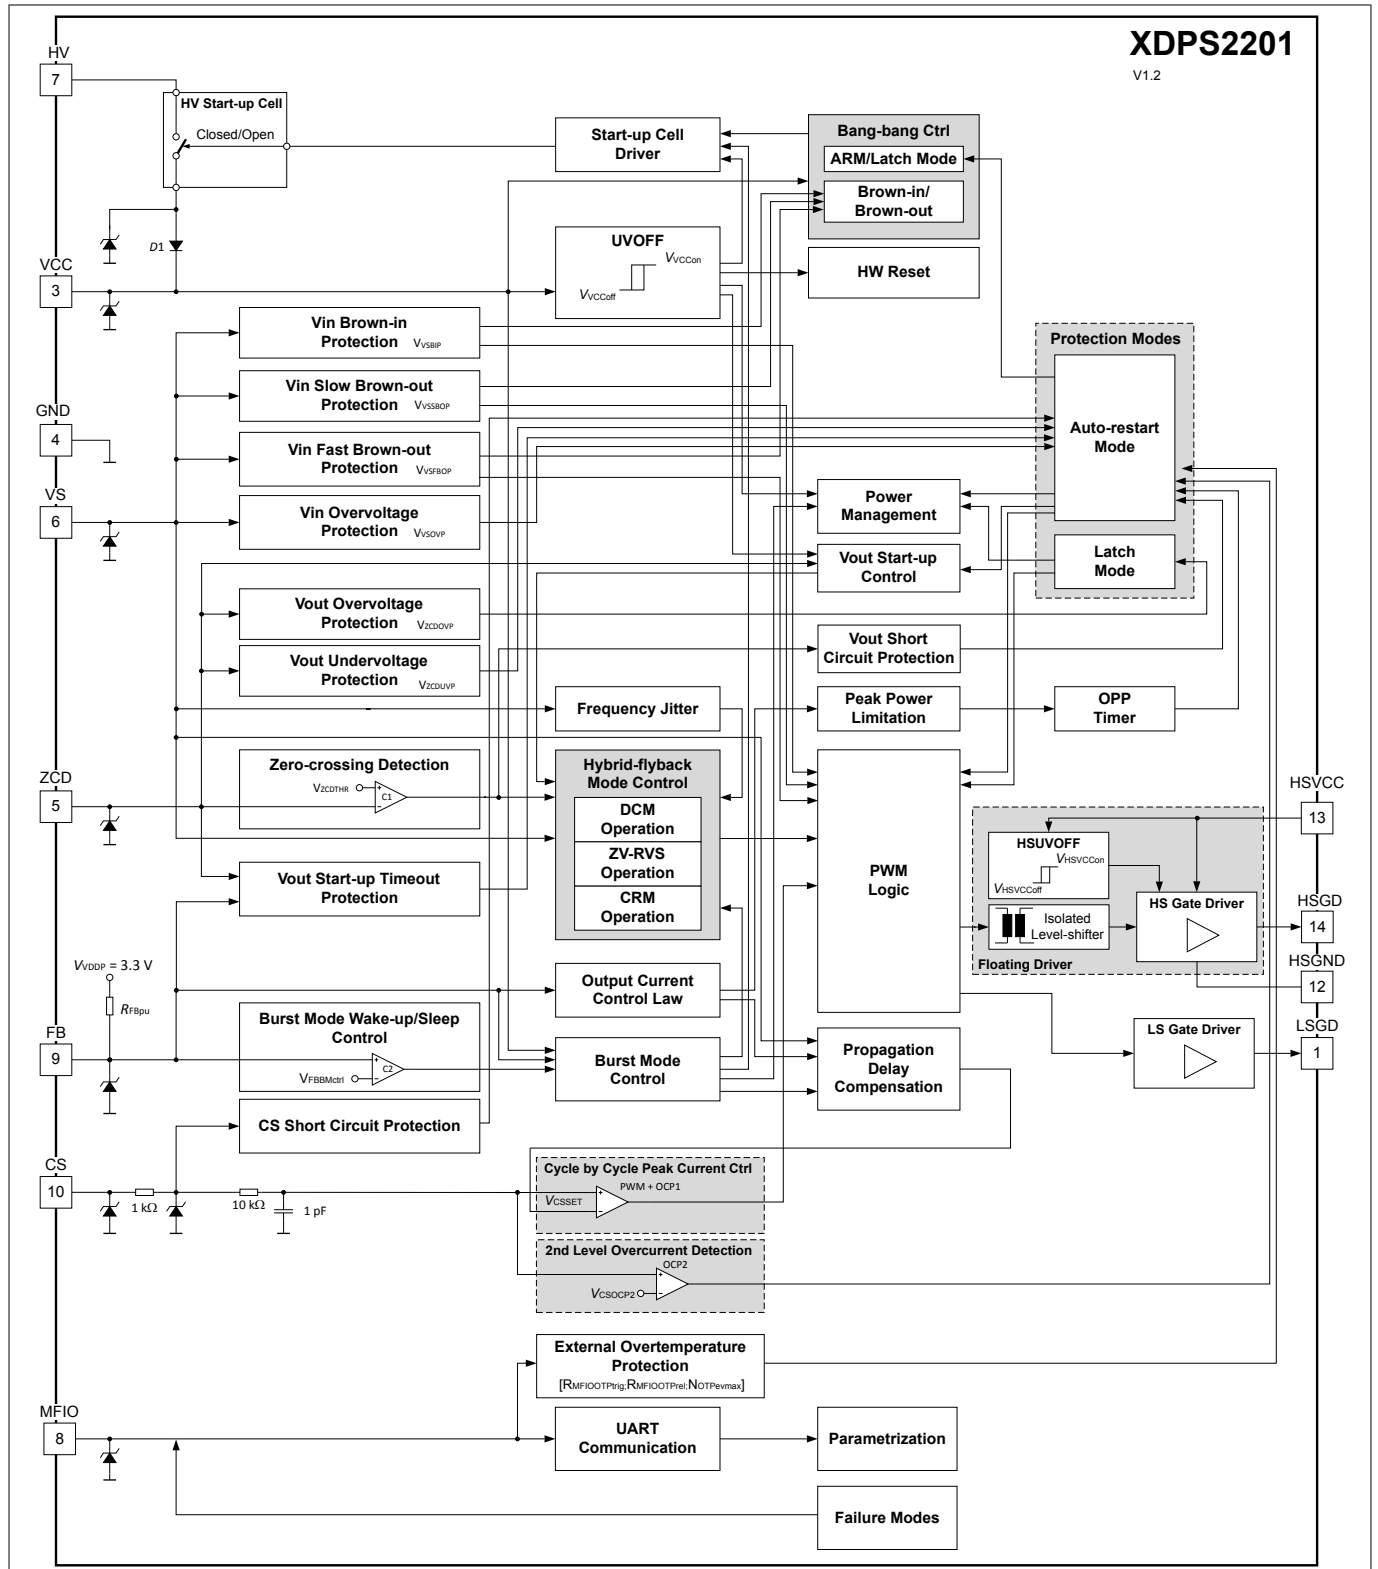 XDPS2201
V1.2
HV
7
HV Start-up Cell
Closed/Open
Start-up Cell
Driver
Bang-bang Ctrl
ARM/Latch Mode
Brown-in/
Brown-out
D1
UVOFF
VVCCon
VVCCoff
HW Reset
VCC
3
Vin Brown-in
Protection VVSBIP
Vin Slow Brown-out
Protection VVSSBOP
Vin Fast Brown-out
Protection VVSFBOP
Vin Overvoltage
Protection VVSOVP
GND
4
VS
6
Protection Modes
Auto-restart
Mode
Latch
Mode
Power
Management
Vout Start-up
Control
Vout Overvoltage
Protection VZCDOVP
Vout Undervoltage
Protection VZCDUVP
Vout Short
Circuit Protection
Frequency Jitter
Peak Power
Limitation
OPP
Timer
ZCD
5
Zero-crossing Detection
VZCDTHR
+
C1
−
Hybrid-flyback
Mode Control
DCM
Operation
ZV-RVS
Operation
CRM
Operation
PWM
Logic
HSVCC
13
HSUVOFF
VHSVCCon
VHSVCCoff
HS Gate Driver
Isolated
Level-shifter
Floating Driver
HSGD
14
HSGND
12
Vout Start-up Timeout
Protection
VVDDP = 3.3 V
RFBpu
FB
9
Output Current
Control Law
Burst Mode Wake-up/Sleep
Control
+
C2
−
VFBBMctrl
Burst Mode
Control
Propagation
Delay
Compensation
LS Gate Driver
LSGD
1
CS Short Circuit Protection
CS
10
1 kΩ
10 kΩ
1 pF
Cycle by Cycle Peak Current Ctrl
PWM + OCP1
+
VCSSET
−
2nd Level Overcurrent Detection
OCP2
+
VCSOCP2
−
External Overtemperature
Protection
[RMFIOOTPtrig;RMFIOOTPrel;NOTPevmax]
MFIO
8
UART
Communication
Parametrization
Failure Modes